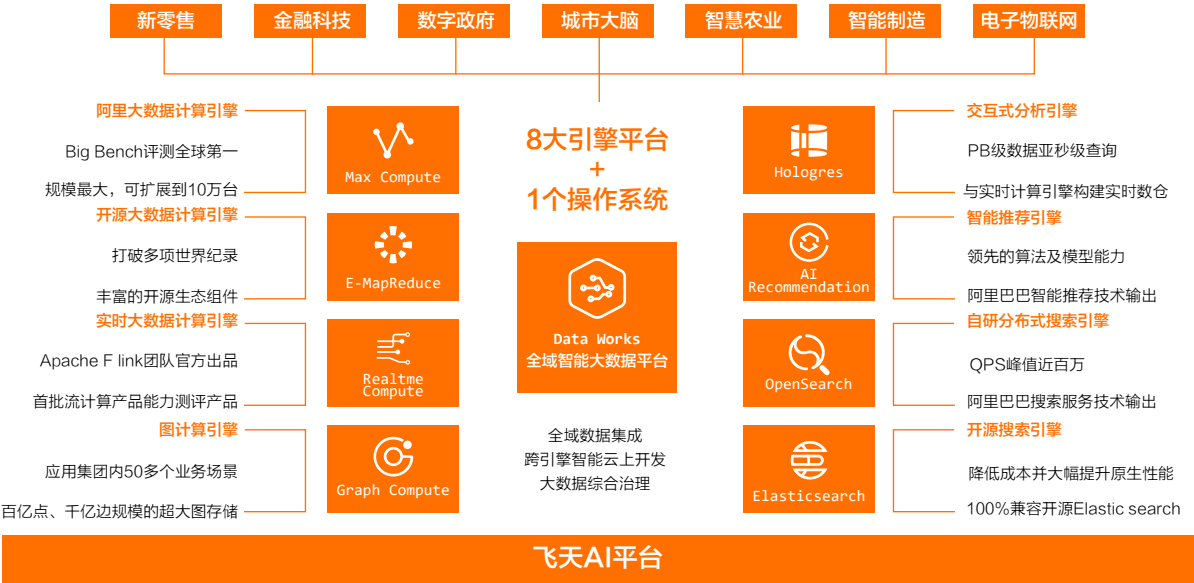 新零售
金融科技
数字政府
城市大脑
智慧农业
智能制造
电子物联网
阿里大数据计算引擎
Big Bench评测全球第一
规模最大，可扩展到10万台
Max Compute
开源大数据计算引擎
打破多项世界纪录
丰富的开源生态组件
E-MapReduce
实时大数据计算引擎
Apache F link团队官方出品
首批流计算产品能力测评产品
Realtme
Compute
图计算引擎
应用集团内50多个业务场景
百亿点、千亿边规模的超大图存储
Graph Compute
8大引擎平台
+
1个操作系统
Data Works
全域智能大数据平台
全域数据集成
跨引擎智能云上开发
大数据综合治理
Hologres
交互式分析引擎
PB级数据亚秒级查询
与实时计算引擎构建实时数仓
AI
Recommendation
智能推荐引擎
领先的算法及模型能力
阿里巴巴智能推荐技术输出
OpenSearch
自研分布式搜索引擎
QPS峰值近百万
阿里巴巴搜索服务技术输出
Elasticsearch
开源搜索引擎
降低成本并大幅提升原生性能
100%兼容开源Elastic search
飞天AI平台